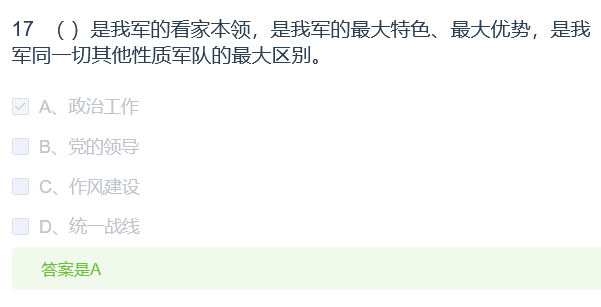 17 （ ）是我军的看家本领，是我军的最大特色、最大优势，是我
军同一切其他性质军队的最大区别。
A、政治工作
B、党的领导
C、作风建设
D、统一战线
答案是A